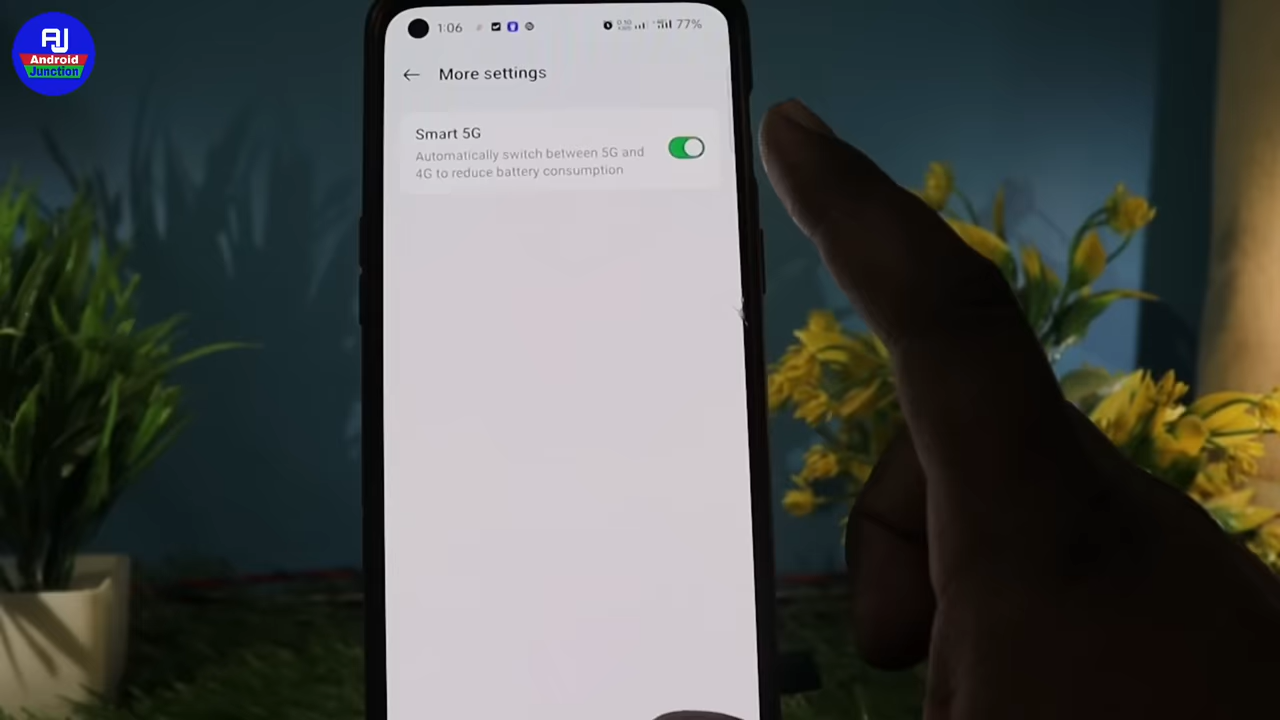 AJ
Android
Junction
1:06
77%
More settings
Smart 5G
Automatically switch between 5G and
4G to reduce battery consumption